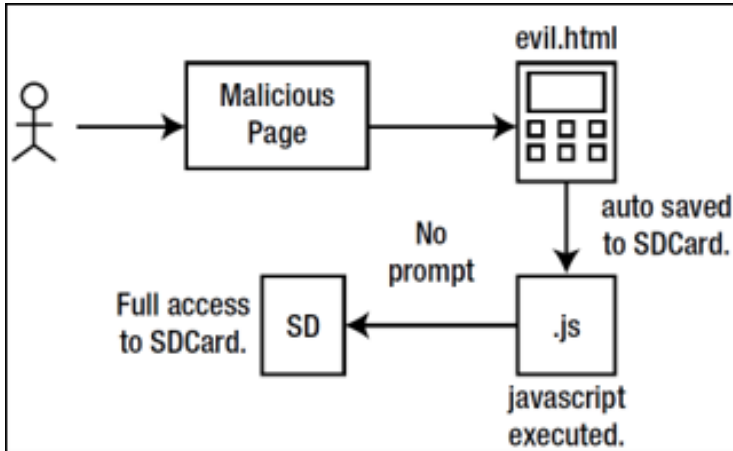 evil.html
Malicious
Page
auto saved
to SDCard.
No
prompt
Full access
to SDCard.
SD
.js
javascript
executed.